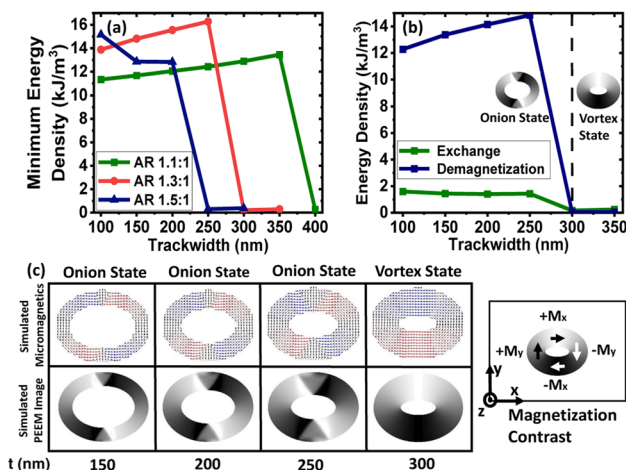 (a)
Minimum Energy
Density (kJ/m³)
16
14
12
10
8
6
4
2
0
AR 1.1:1
AR 1.3:1
AR 1.5:1
100 150 200 250 300 350 400
Trackwidth (nm)
(b)
Energy Density (kJ/m³)
14
12
10
8
6
4
2
0
Onion State
Vortex
State
Exchange
Demagnetization
100 150 200 250 300 350
Trackwidth (nm)
(c)
Onion State Onion State Onion State Vortex State
Simulated
Micromagnetics
Simulated
PEEM Image
t (nm) 150 200 250 300
+Mₓ
+Mᵧ -Mᵧ
-Mₓ
y
x
z
Magnetization
Contrast